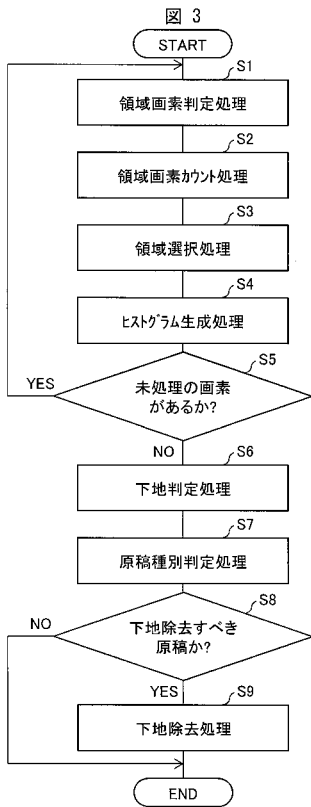 図 3
START
S1
領域画素判定処理
S2
領域画素カウント処理
S3
領域選択処理
S4
ヒストグラム生成処理
S5
未処理の画素
があるか?
YES
NO
S6
下地判定処理
S7
原稿種別判定処理
S8
下地除去すべき
原稿か?
NO
YES
S9
下地除去処理
END